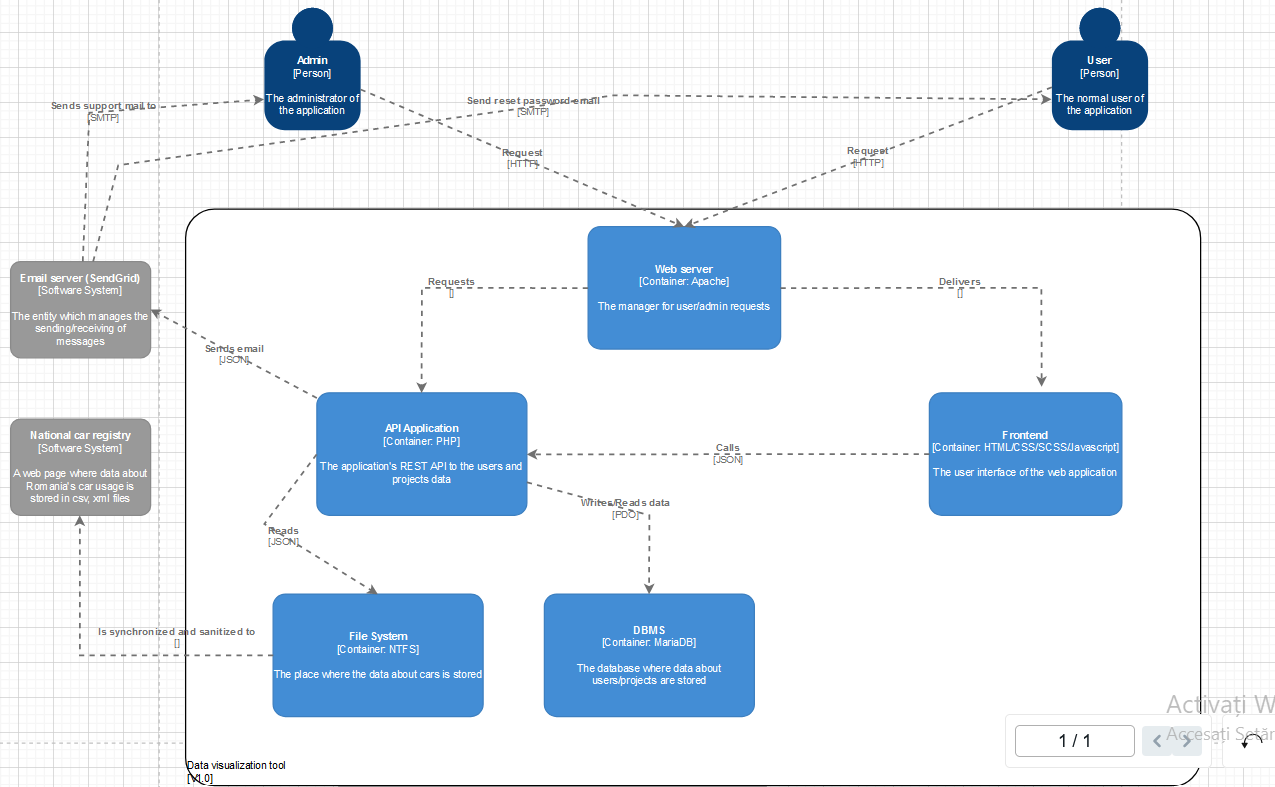 Admin
[Person]
The administrator of
the application
User
[Person]
The normal user of
the application
Sends support mail to
[SMTP]
Send reset password email
[SMTP]
Request
[HTTP]
Request
[HTTP]
Web server
[Container: Apache]
The manager for user/admin requests
Requests
[]
Delivers
[]
Email server (SendGrid)
[Software System]
The entity which manages the
sending/receiving of
messages
Sends email
[JSON]
National car registry
[Software System]
A web page where data about
Romania's car usage is
stored in csv, xml files
API Application
[Container: PHP]
The application's REST API to the users and
projects data
Calls
[JSON]
Frontend
[Container: HTML/CSS/SCSS/Javascript]
The user interface of the web application
Writes/Reads data
[PDO]
Reads
[JSON]
Is synchronized and sanitized to
[]
File System
[Container: NTFS]
The place where the data about cars is stored
DBMS
[Container: MariaDB]
The database where data about
users/projects are stored
Data visualization tool
[V1.0]
Activați W
Accesați Setăr
1 / 1